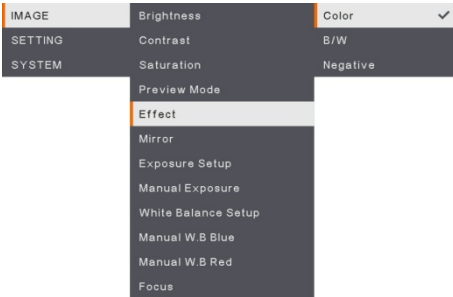 IMAGE
SETTING
SYSTEM
Brightness
Contrast
Saturation
Preview Mode
Effect
Mirror
Exposure Setup
Manual Exposure
White Balance Setup
Manual W.B Blue
Manual W.B Red
Focus
Color
B/W
Negative